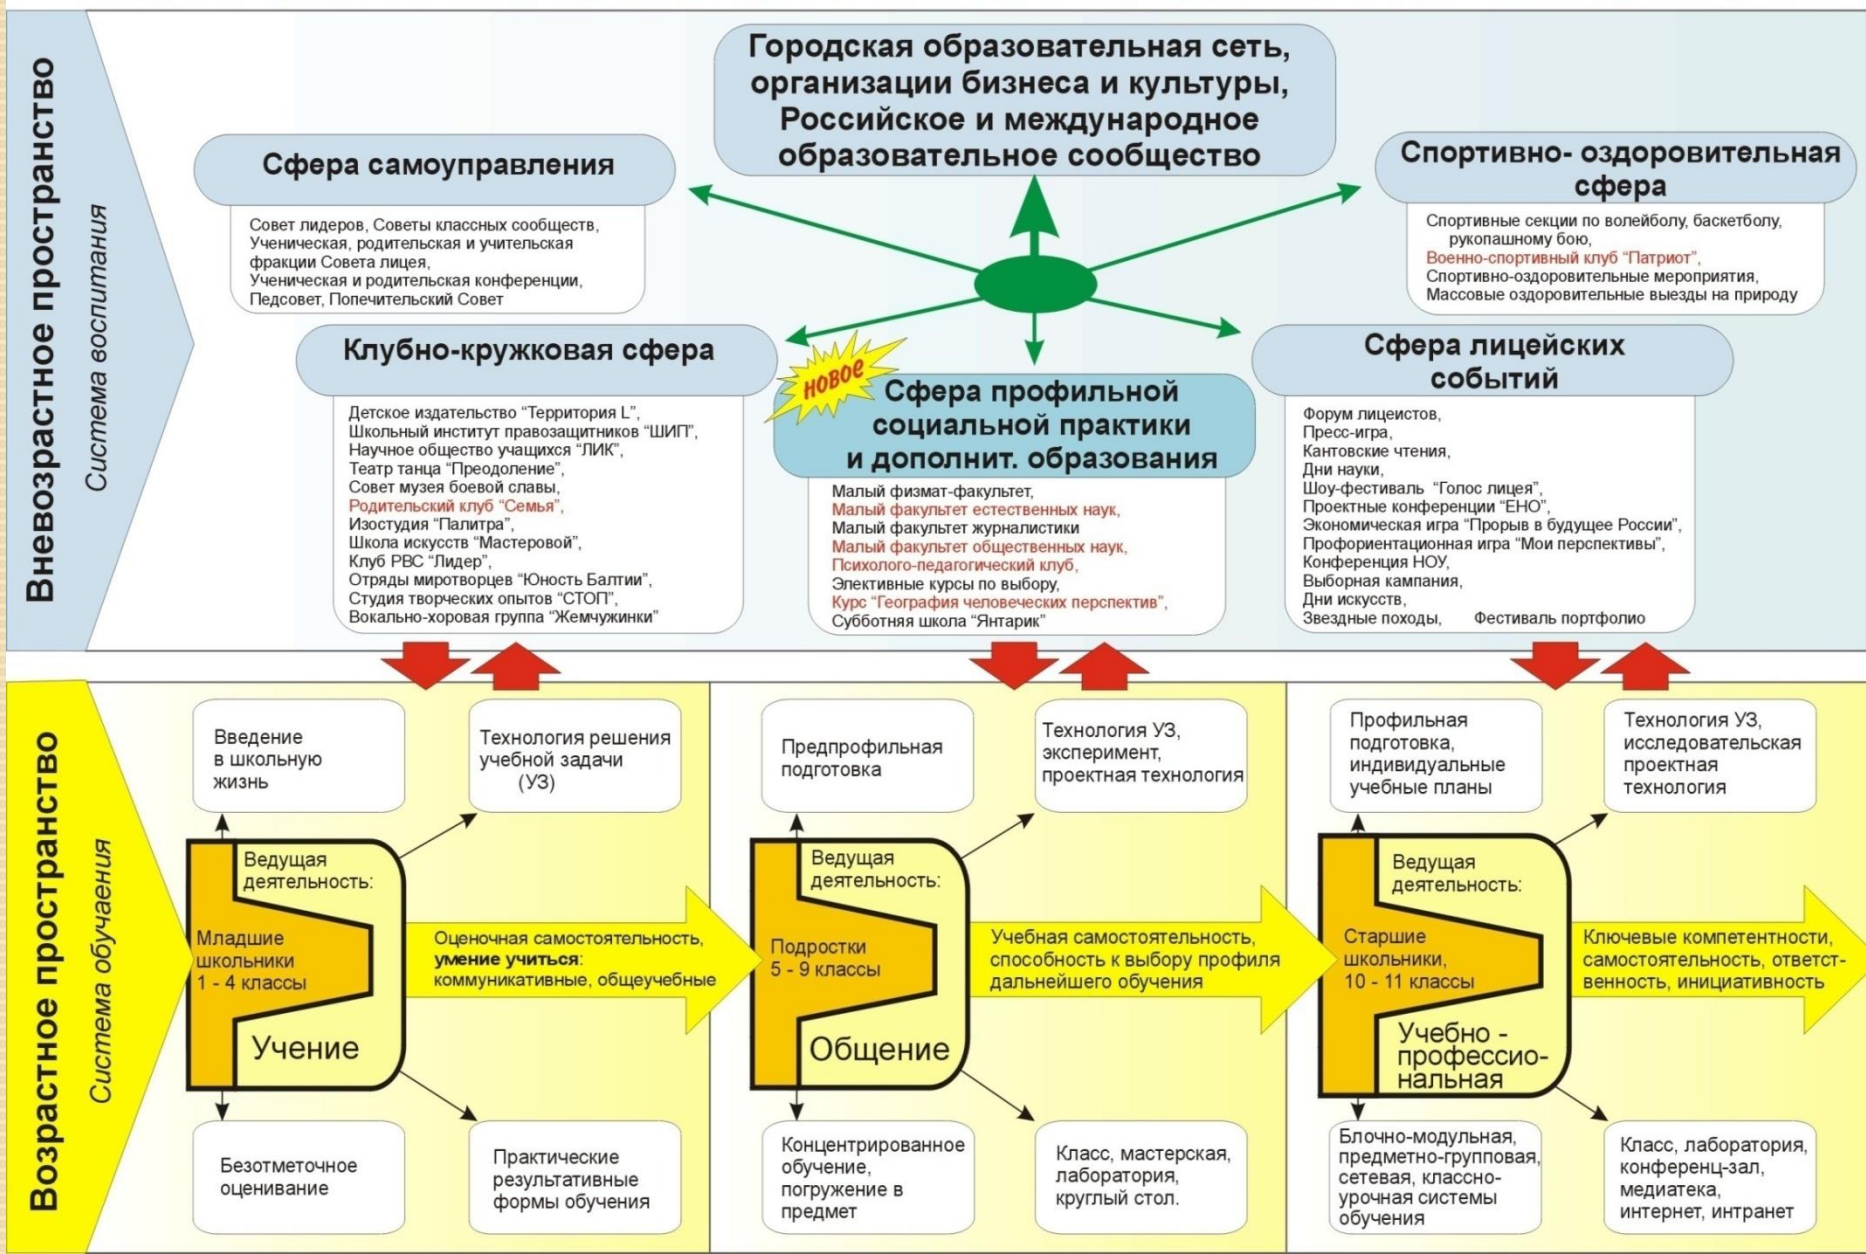 Вневозрастное пространство
Система воспитания
Городская образовательная сеть,
организации бизнеса и культуры,
Российское и международное
образовательное сообщество
Сфера самоуправления
Совет лидеров, Советы классных сообществ,
Ученическая, родительская и учительская
фракции Совета лицея,
Ученическая и родительская конференции,
Педсовет, Попечительский Совет
Спортивно- оздоровительная
сфера
Спортивные секции по волейболу, баскетболу,
рукопашному бою,
Военно-спортивный клуб “Патриот”,
Спортивно-оздоровительные мероприятия,
Массовые оздоровительные выезды на природу
Клубно-кружковая сфера
Детское издательство “Территория L”,
Школьный институт правозащитников “ШИП”,
Научное общество учащихся “ЛИК”,
Театр танца “Преодоление”,
Совет музея боевой славы,
Родительский клуб “Семья”,
Изостудия “Палитра”,
Школа искусств “Мастеровой”,
Клуб РВС “Лидер”,
Отряды миротворцев “Юность Балтии”,
Студия творческих опытов “СТОП”,
Вокально-хоровая группа “Жемчужинки”
НОВОЕ
Сфера профильной
социальной практики
и дополнит. образования
Малый физмат-факультет,
Малый факультет естественных наук,
Малый факультет журналистики
Малый факультет общественных наук,
Психолого-педагогический клуб,
Элективные курсы по выбору,
Курс “География человеческих перспектив”,
Субботняя школа “Янтарик”
Сфера лицейских
событий
Форум лицеистов,
Пресс-игра,
Кантовские чтения,
Дни науки,
Шоу-фестиваль “Голос лицея”,
Проектные конференции “ЕНО”,
Экономическая игра “Прорыв в будущее России”,
Профориентационная игра “Мои перспективы”,
Конференция НОУ,
Выборная кампания,
Дни искусств,
Звездные походы, Фестиваль портфолио
Возрастное пространство
Система обучаения
Введение
в школьную
жизнь
Технология решения
учебной задачи
(УЗ)
Ведущая
деятельность:
Младшие
школьники
1 - 4 классы
Учение
Оценочная самостоятельность,
умение учиться:
коммуникативные, общеучебные
Безотметочное
оценивание
Практические
результативные
формы обучения
Предпрофильная
подготовка
Технология УЗ,
эксперимент,
проектная технология
Ведущая
деятельность:
Подростки
5 - 9 классы
Общение
Учебная самостоятельность,
способность к выбору профиля
дальнейшего обучения
Концентрированное
обучение,
погружение в
предмет
Класс, мастерская,
лаборатория,
круглый стол.
Профильная
подготовка,
индивидуальные
учебные планы
Технология УЗ,
исследовательская
проектная
технология
Ведущая
деятельность:
Старшие
школьники,
10 - 11 классы
Учебно -
профессио-
нальная
Ключевые компетентности,
самостоятельность, ответст-
венность, инициативность
Блочно-модульная,
предметно-групповая,
сетевая, классно-
урочная системы
обучения
Класс, лаборатория,
конференц-зал,
медиатека,
интернет, интранет